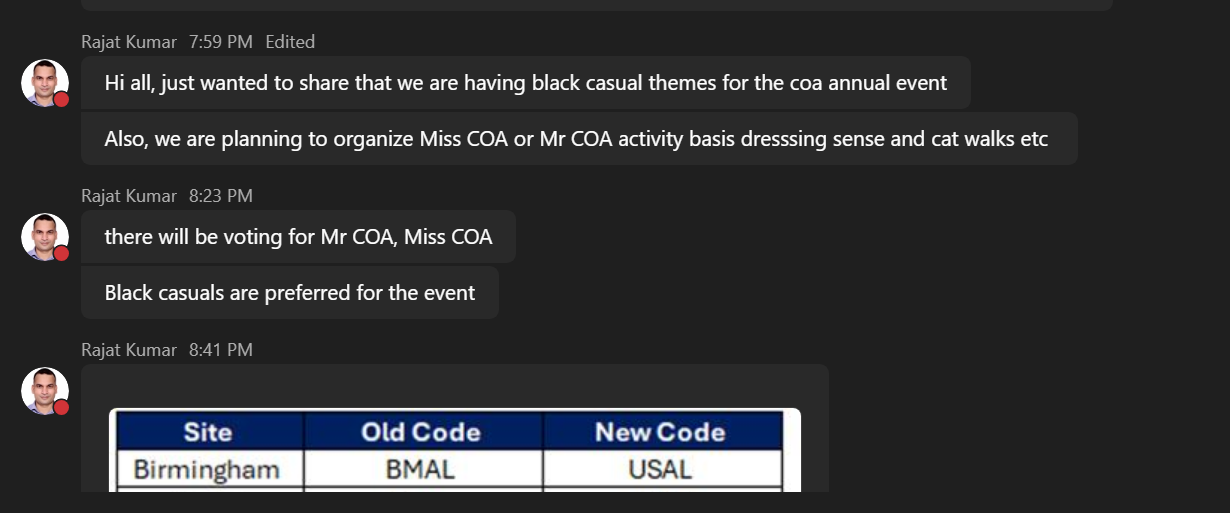 Rajat Kumar 7:59 PM Edited
Hi all, just wanted to share that we are having black casual themes for the coa annual event
Also, we are planning to organize Miss COA or Mr COA activity basis dresssing sense and cat walks etc
Rajat Kumar 8:23 PM
there will be voting for Mr COA, Miss COA
Black casuals are preferred for the event
Rajat Kumar 8:41 PM
Site Old Code New Code
Birmingham BMAL USAL